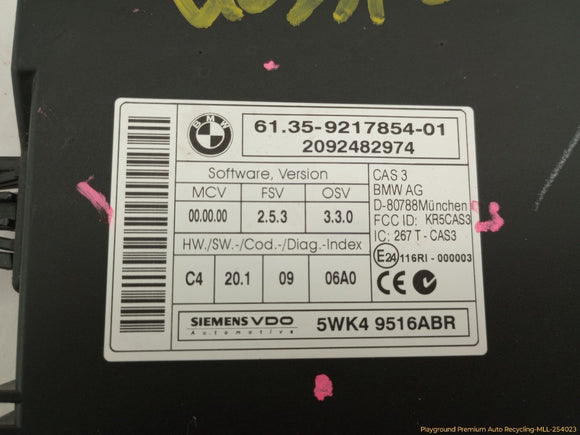 BMW
61.35-9217854-01
2092482974
Software, Version
MCV FSV OSV
00.00.00 2.5.3 3.3.0
HW./SW.-/Cod.-/Diag.-Index
C4 20.1 09 06A0
CAS 3
BMW AG
D-80788München
FCC ID: KR5CAS3
IC: 267 T - CAS3
E24 116RI - 000003
CE
SIEMENS VDO
Automotive
5WK4 9516ABR
Playground Premium Auto Recycling-MLL-254023